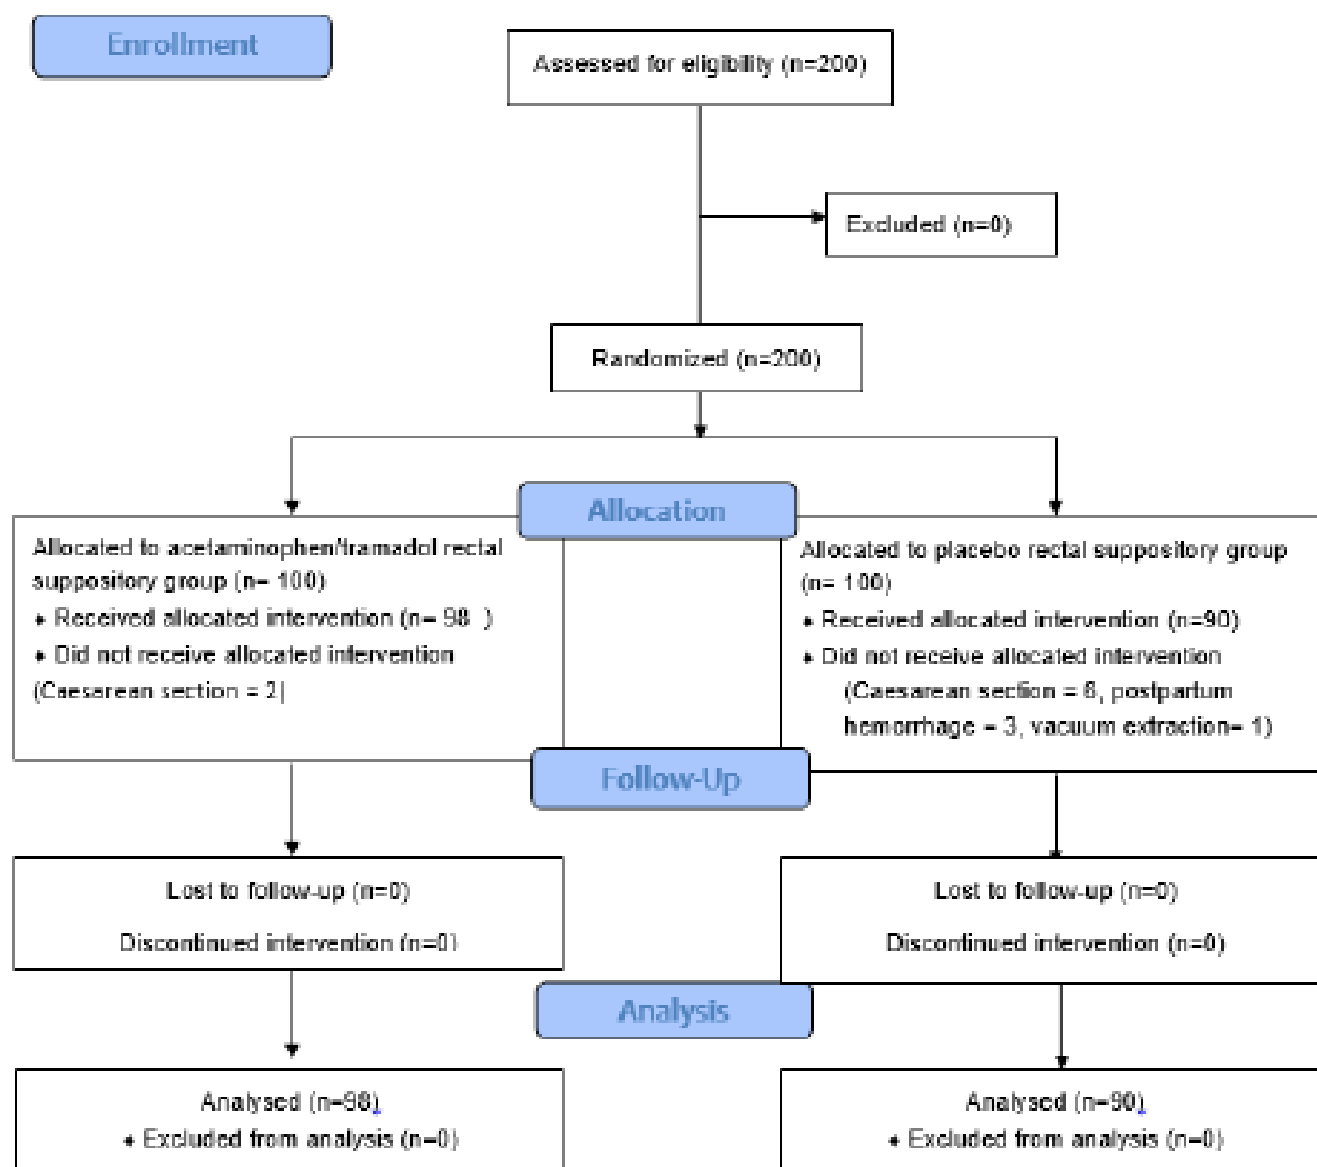 Enrollment
Assessed for eligibility (n=200)
Excluded (n=0)
Randomized (n=200)
Allocation
Allocated to acetaminophen/tramadol rectal
suppository group (n= 100)
• Received allocated intervention (n= 98 )
• Did not receive allocated intervention
(Caesarean section = 2)
Allocated to placebo rectal suppository group
(n= 100)
• Received allocated intervention (n=90)
• Did not receive allocated intervention
(Caesarean section = 6, postpartum
hemorrhage = 3, vacuum extraction= 1)
Follow-Up
Lost to follow-up (n=0)
Discontinued intervention (n=0)
Lost to follow-up (n=0)
Discontinued intervention (n=0)
Analysis
Analysed (n=98)
• Excluded from analysis (n=0)
Analysed (n=90)
• Excluded from analysis (n=0)